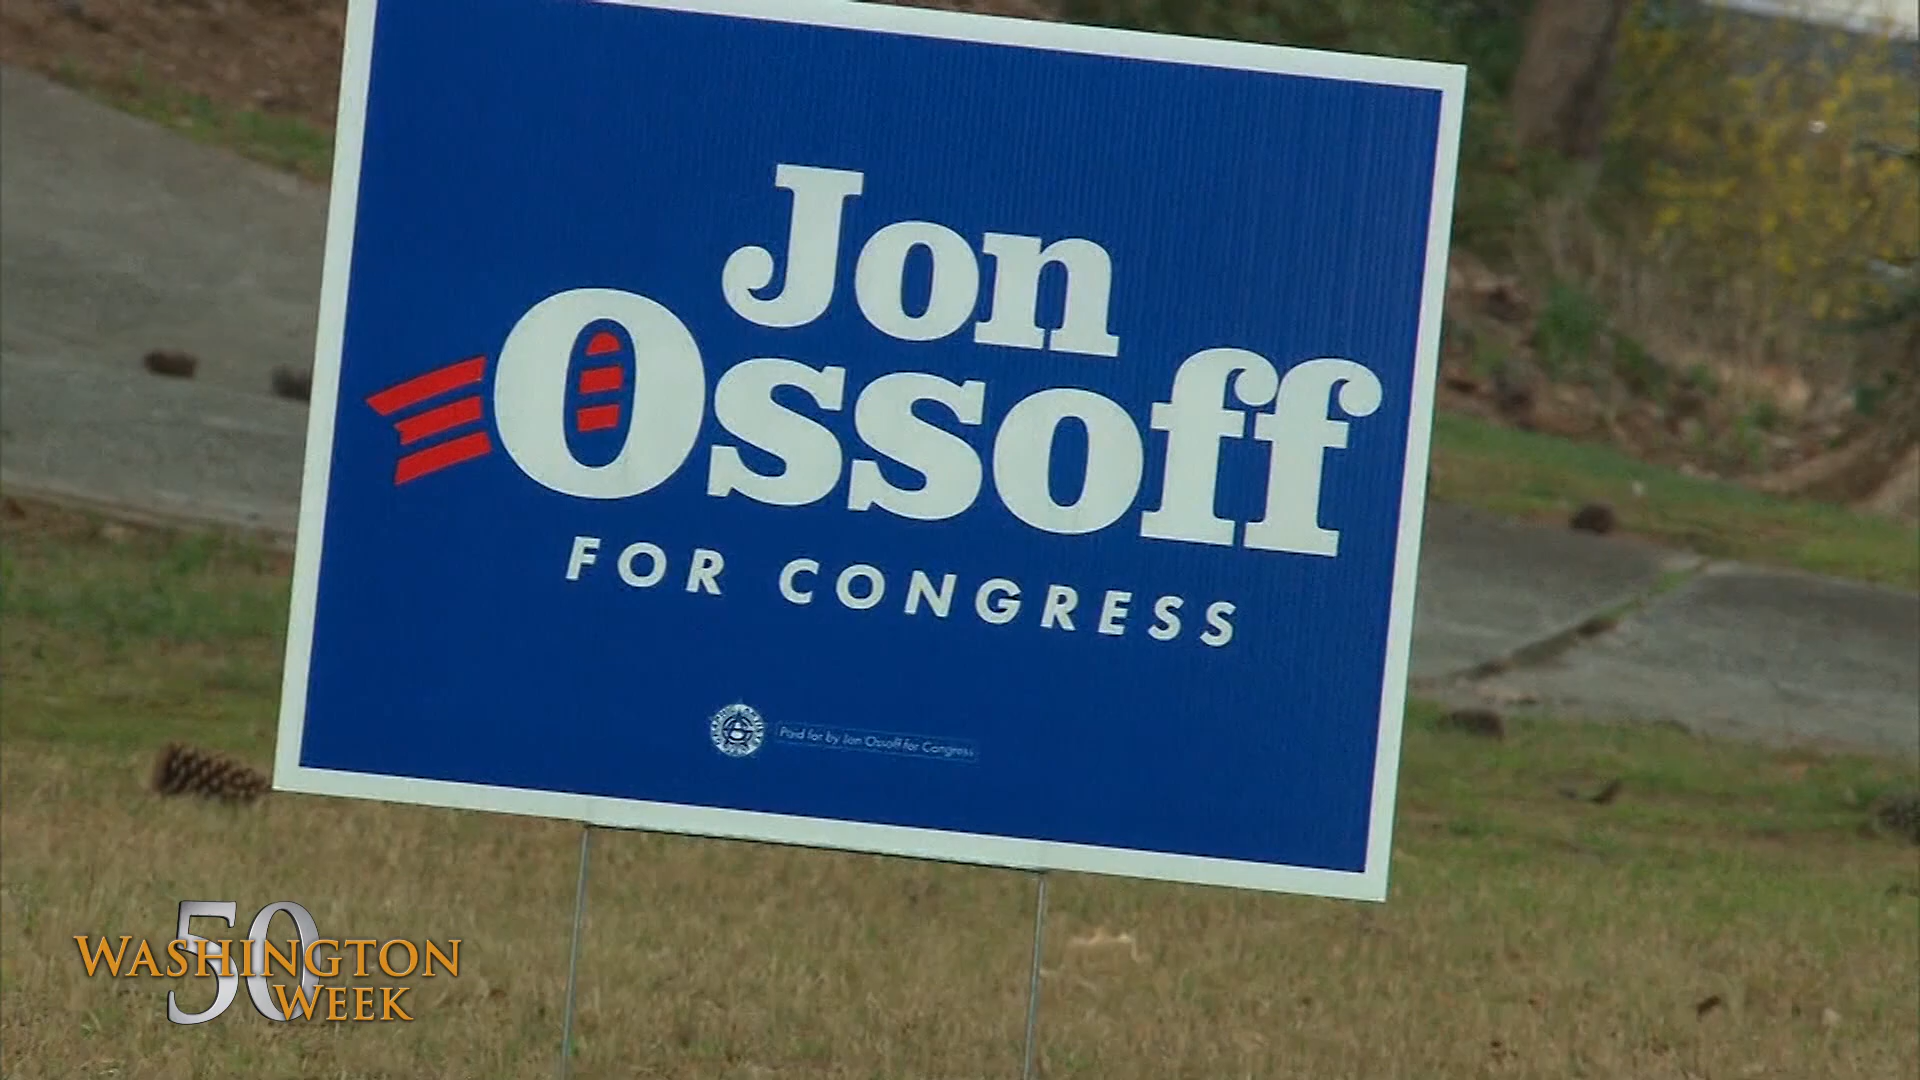 Jon
Ossoff
FOR CONGRESS
Paid for by Jon Ossoff for Congress
50
WASHINGTON
WEEK